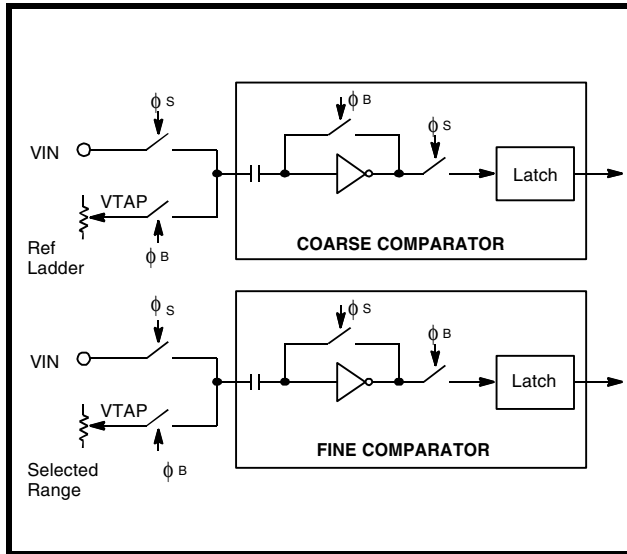 ϕ S
ϕ B
ϕ S
VIN
VTAP
Latch
Ref
Ladder
ϕ B
COARSE COMPARATOR
ϕ S
ϕ S
ϕ B
VIN
VTAP
Latch
Selected
Range
ϕ B
FINE COMPARATOR